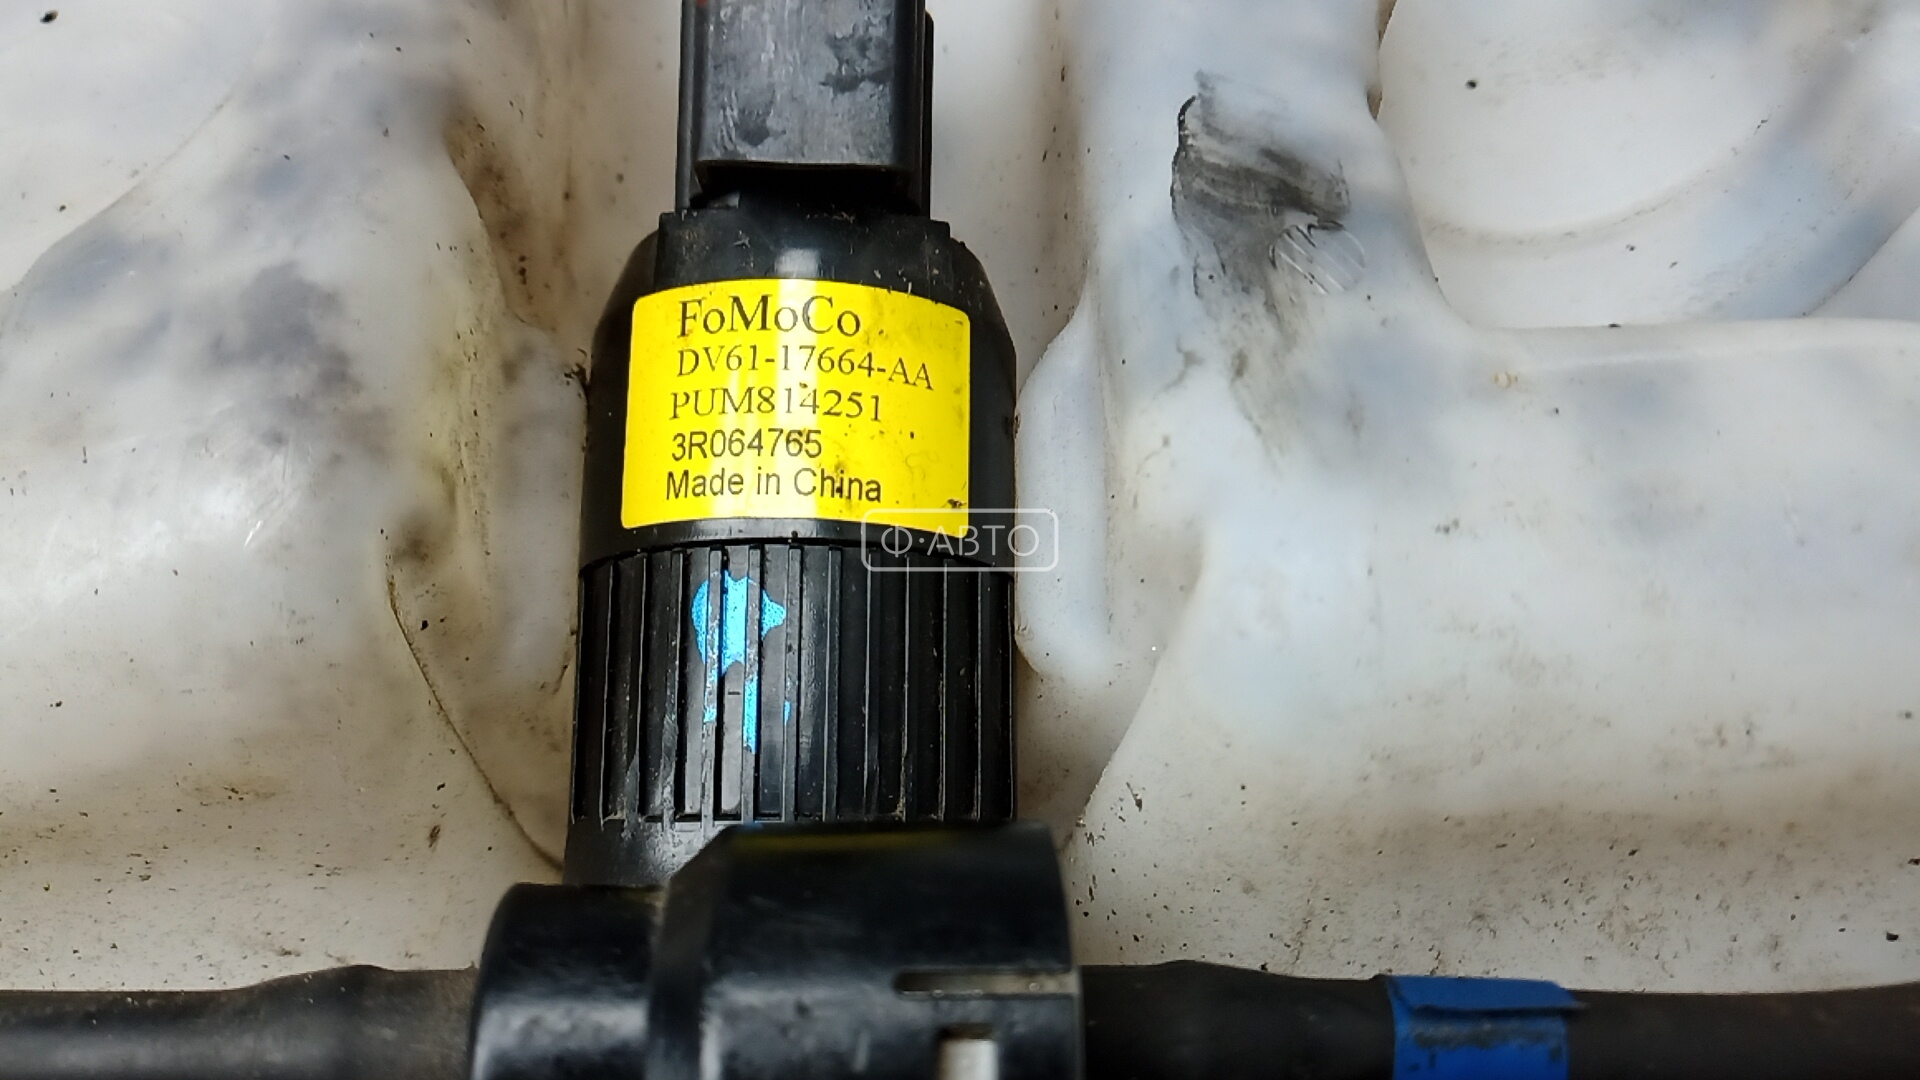 FoMoCo
DV61-17664-AA
PUM814251
3R064765
Made in China
Ф·АВТО